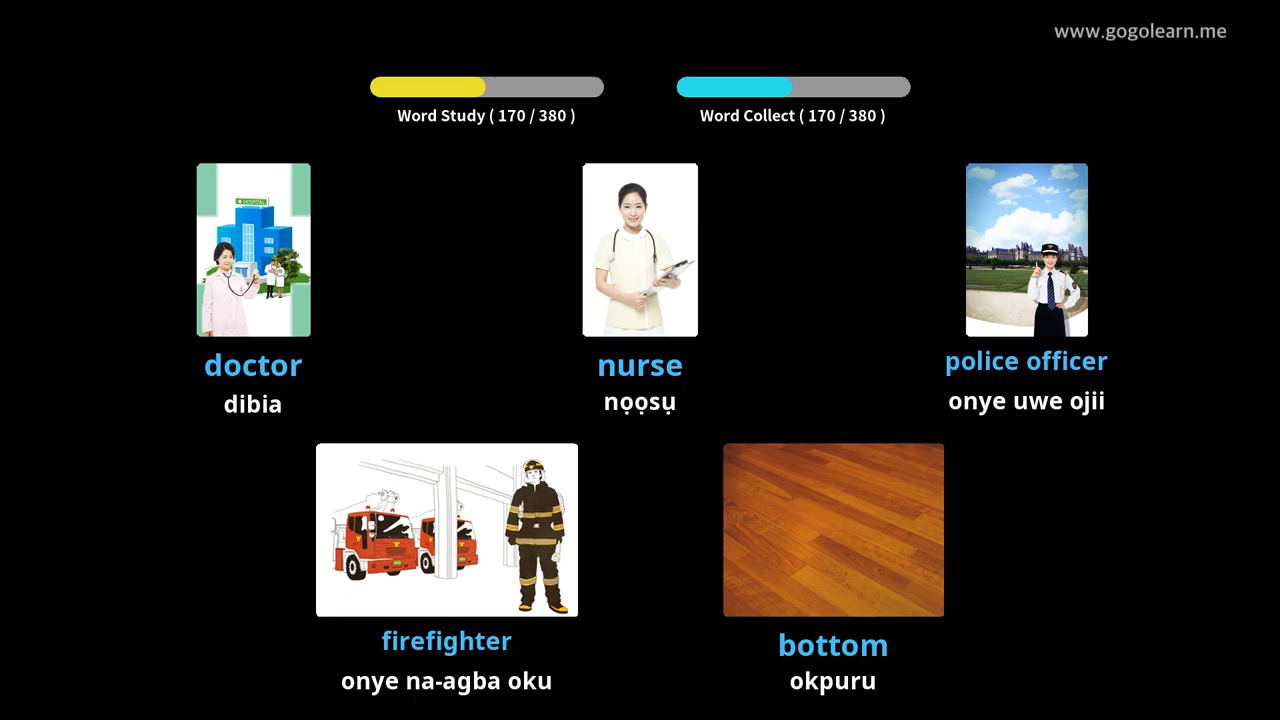 www.gogolearn.me
Word Study ( 170 / 380 )
Word Collect ( 170 / 380 )
HOSPITAL
doctor
dibia
nurse
nọọsụ
police officer
onye uwe ojii
firefighter
onye na-agba oku
bottom
okpuru